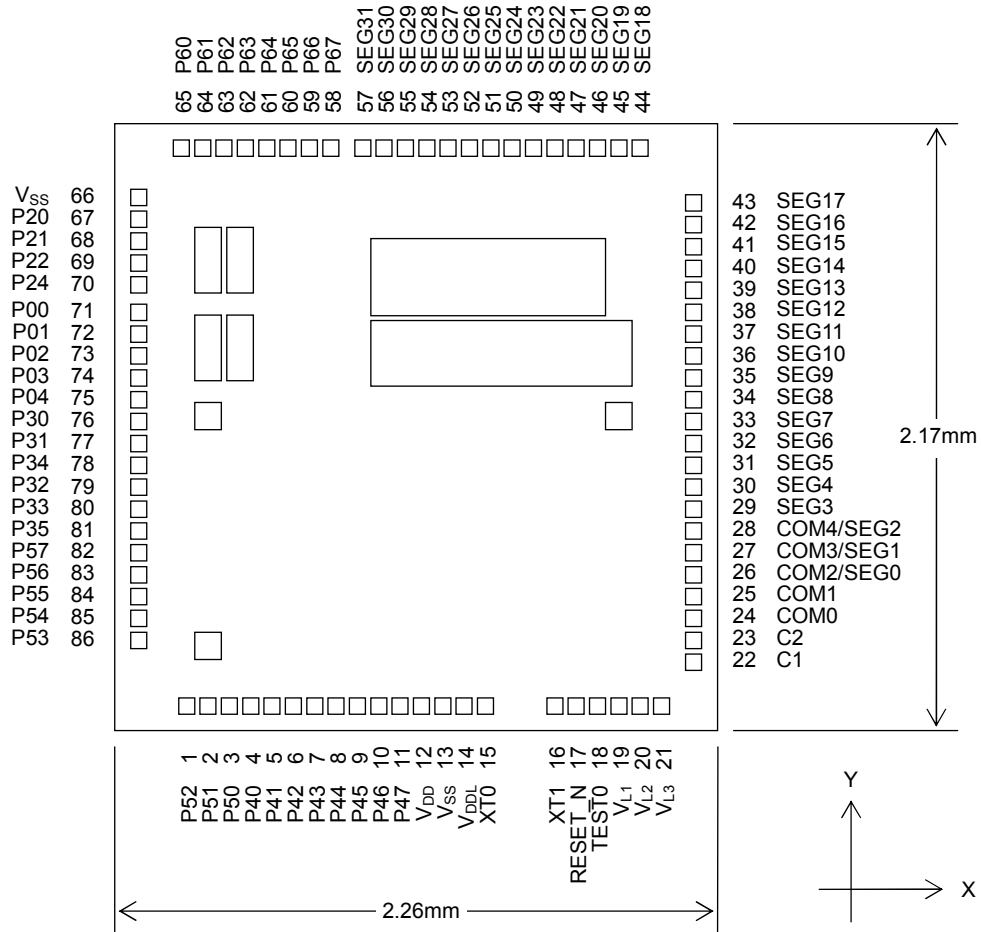 65 P60
64 P61
63 P62
62 P63
61 P64
60 P65
59 P66
58 P67
57 SEG31
56 SEG30
55 SEG29
54 SEG28
53 SEG27
52 SEG26
51 SEG25
50 SEG24
49 SEG23
48 SEG22
47 SEG21
46 SEG20
45 SEG19
44 SEG18
VSS 66
P20 67
P21 68
P22 69
P24 70
P00 71
P01 72
P02 73
P03 74
P04 75
P30 76
P31 77
P34 78
P32 79
P33 80
P35 81
P57 82
P56 83
P55 84
P54 85
P53 86
43 SEG17
42 SEG16
41 SEG15
40 SEG14
39 SEG13
38 SEG12
37 SEG11
36 SEG10
35 SEG9
34 SEG8
33 SEG7
32 SEG6
31 SEG5
30 SEG4
29 SEG3
28 COM4/SEG2
27 COM3/SEG1
26 COM2/SEG0
25 COM1
24 COM0
23 C2
22 C1
2.17mm
P52 1
P51 2
P50 3
P40 4
P41 5
P42 6
P43 7
P44 8
P45 9
P46 10
P47 11
VDD 12
VSS 13
VDDL 14
XT0 15
XT1 16
RESET_N 17
TEST0 18
VL1 19
VL2 20
VL3 21
Y
X
2.26mm